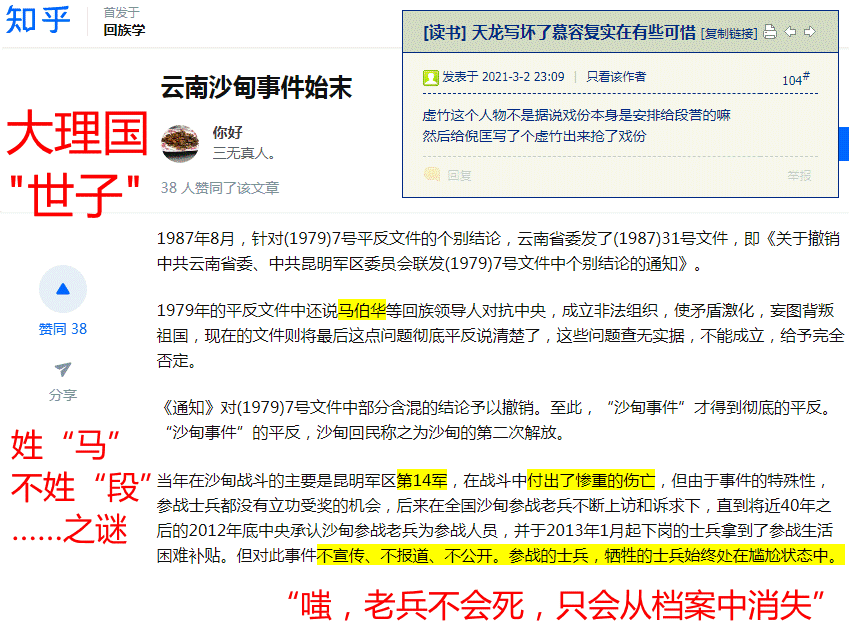 知乎
首发于
回族学
[读书] 天龙写坏了慕容复实在有些可惜 [复制链接]
发表于 2021-3-2 23:09 | 只看该作者
104#
虚竹这个人物不是据说戏份本身是安排给段誉的嘛
然后给倪匡写了个虚竹出来抢了戏份
回复
举报
云南沙甸事件始末
大理国
"世子"
你好
三无真人。
38 人赞同了该文章
1987年8月，针对(1979)7号平反文件的个别结论，云南省委发了(1987)31号文件，即《关于撤销
中共云南省委、中共昆明军区委员会联发(1979)7号文件中个别结论的通知》。
赞同 38
分享
1979年的平反文件中还说马伯华等回族领导人对抗中央，成立非法组织，使矛盾激化，妄图背叛
祖国，现在的文件则将最后这点问题彻底平反说清楚了，这些问题查无实据，不能成立，给予完全
否定。
《通知》对(1979)7号文件中部分含混的结论予以撤销。至此，“沙甸事件”才得到彻底的平反。
“沙甸事件”的平反，沙甸回民称之为沙甸的第二次解放。
姓“马”
不姓“段”
……之谜
当年在沙甸战斗的主要是昆明军区第14军，在战斗中付出了惨重的伤亡，但由于事件的特殊性，
参战士兵都没有立功受奖的机会，后来在全国沙甸参战老兵不断上访和诉求下，直到将近40年之
后的2012年底中央承认沙甸参战老兵为参战人员，并于2013年1月起下岗的士兵拿到了参战生活
困难补贴。但对此事件不宣传、不报道、不公开。参战的士兵，牺牲的士兵始终处在尴尬状态中。
“嗤，老兵不会死，只会从档案中消失”